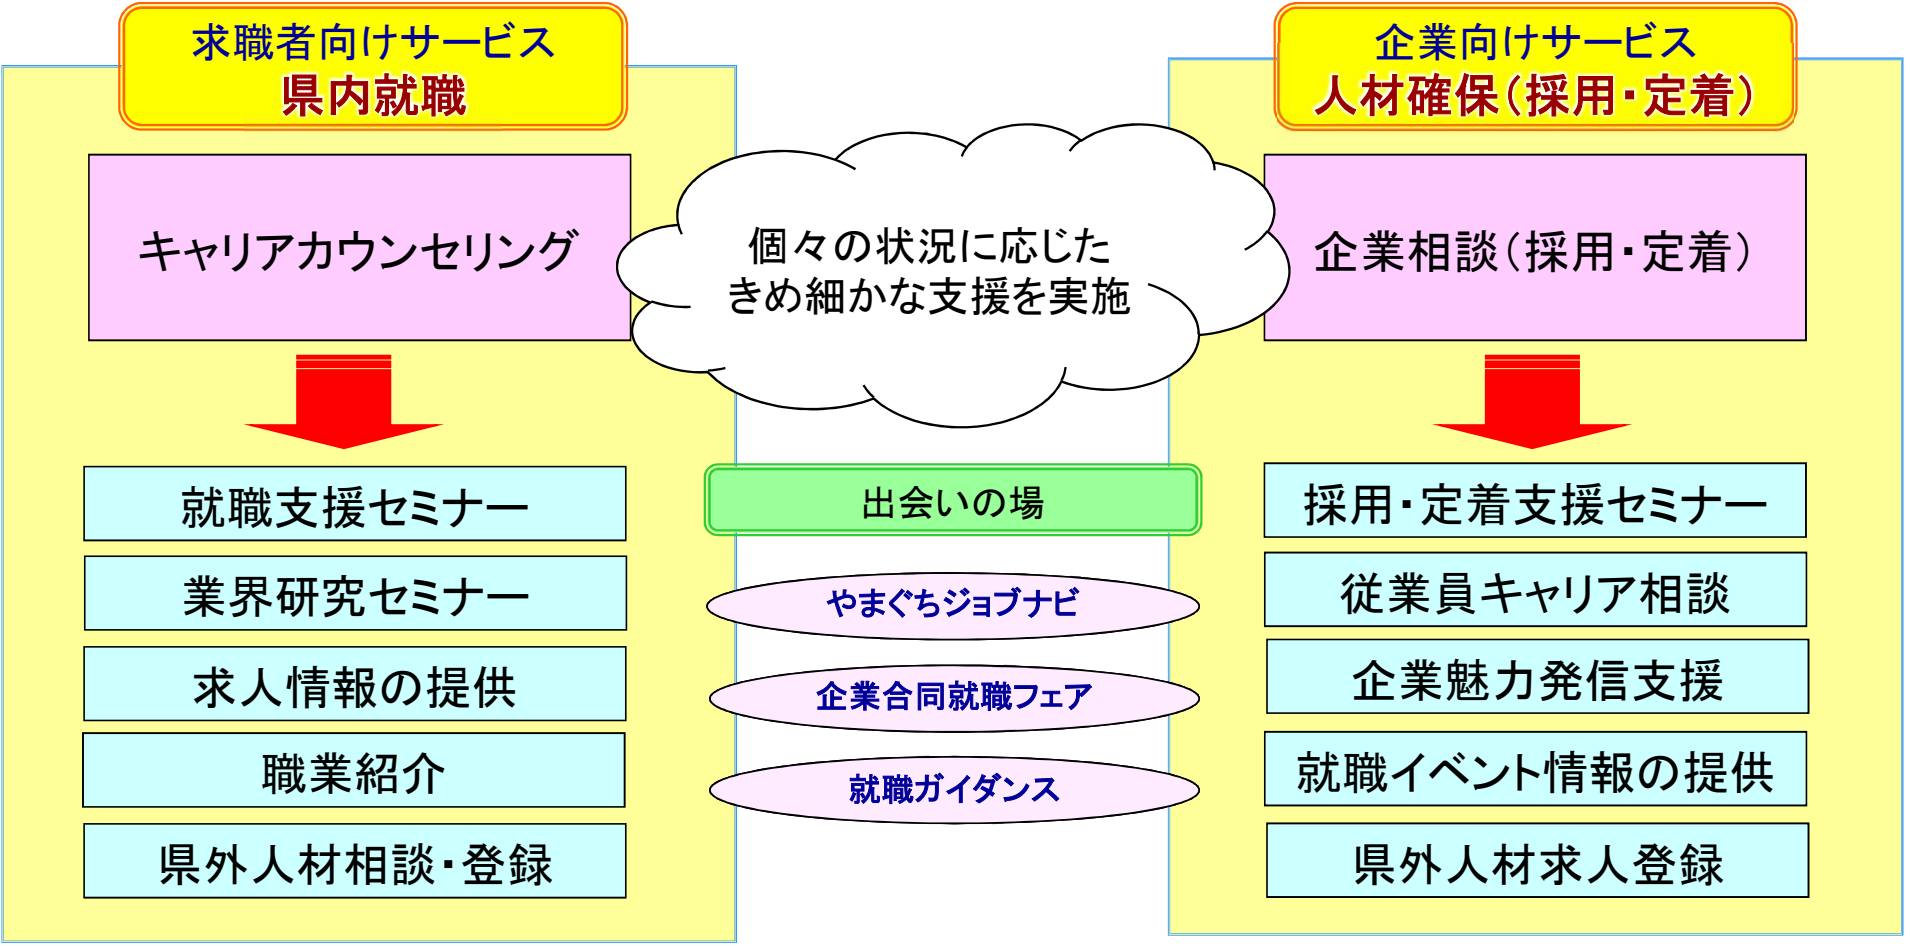 求職者向けサービス
県内就職
キャリアカウンセリング
就職支援セミナー
業界研究セミナー
求人情報の提供
職業紹介
県外人材相談・登録
個々の状況に応じた
きめ細かな支援を実施
出会いの場
やまぐちジョブナビ
企業合同就職フェア
就職ガイダンス
企業向けサービス
人材確保（採用・定着）
企業相談（採用・定着）
採用・定着支援セミナー
従業員キャリア相談
企業魅力発信支援
就職イベント情報の提供
県外人材求人登録